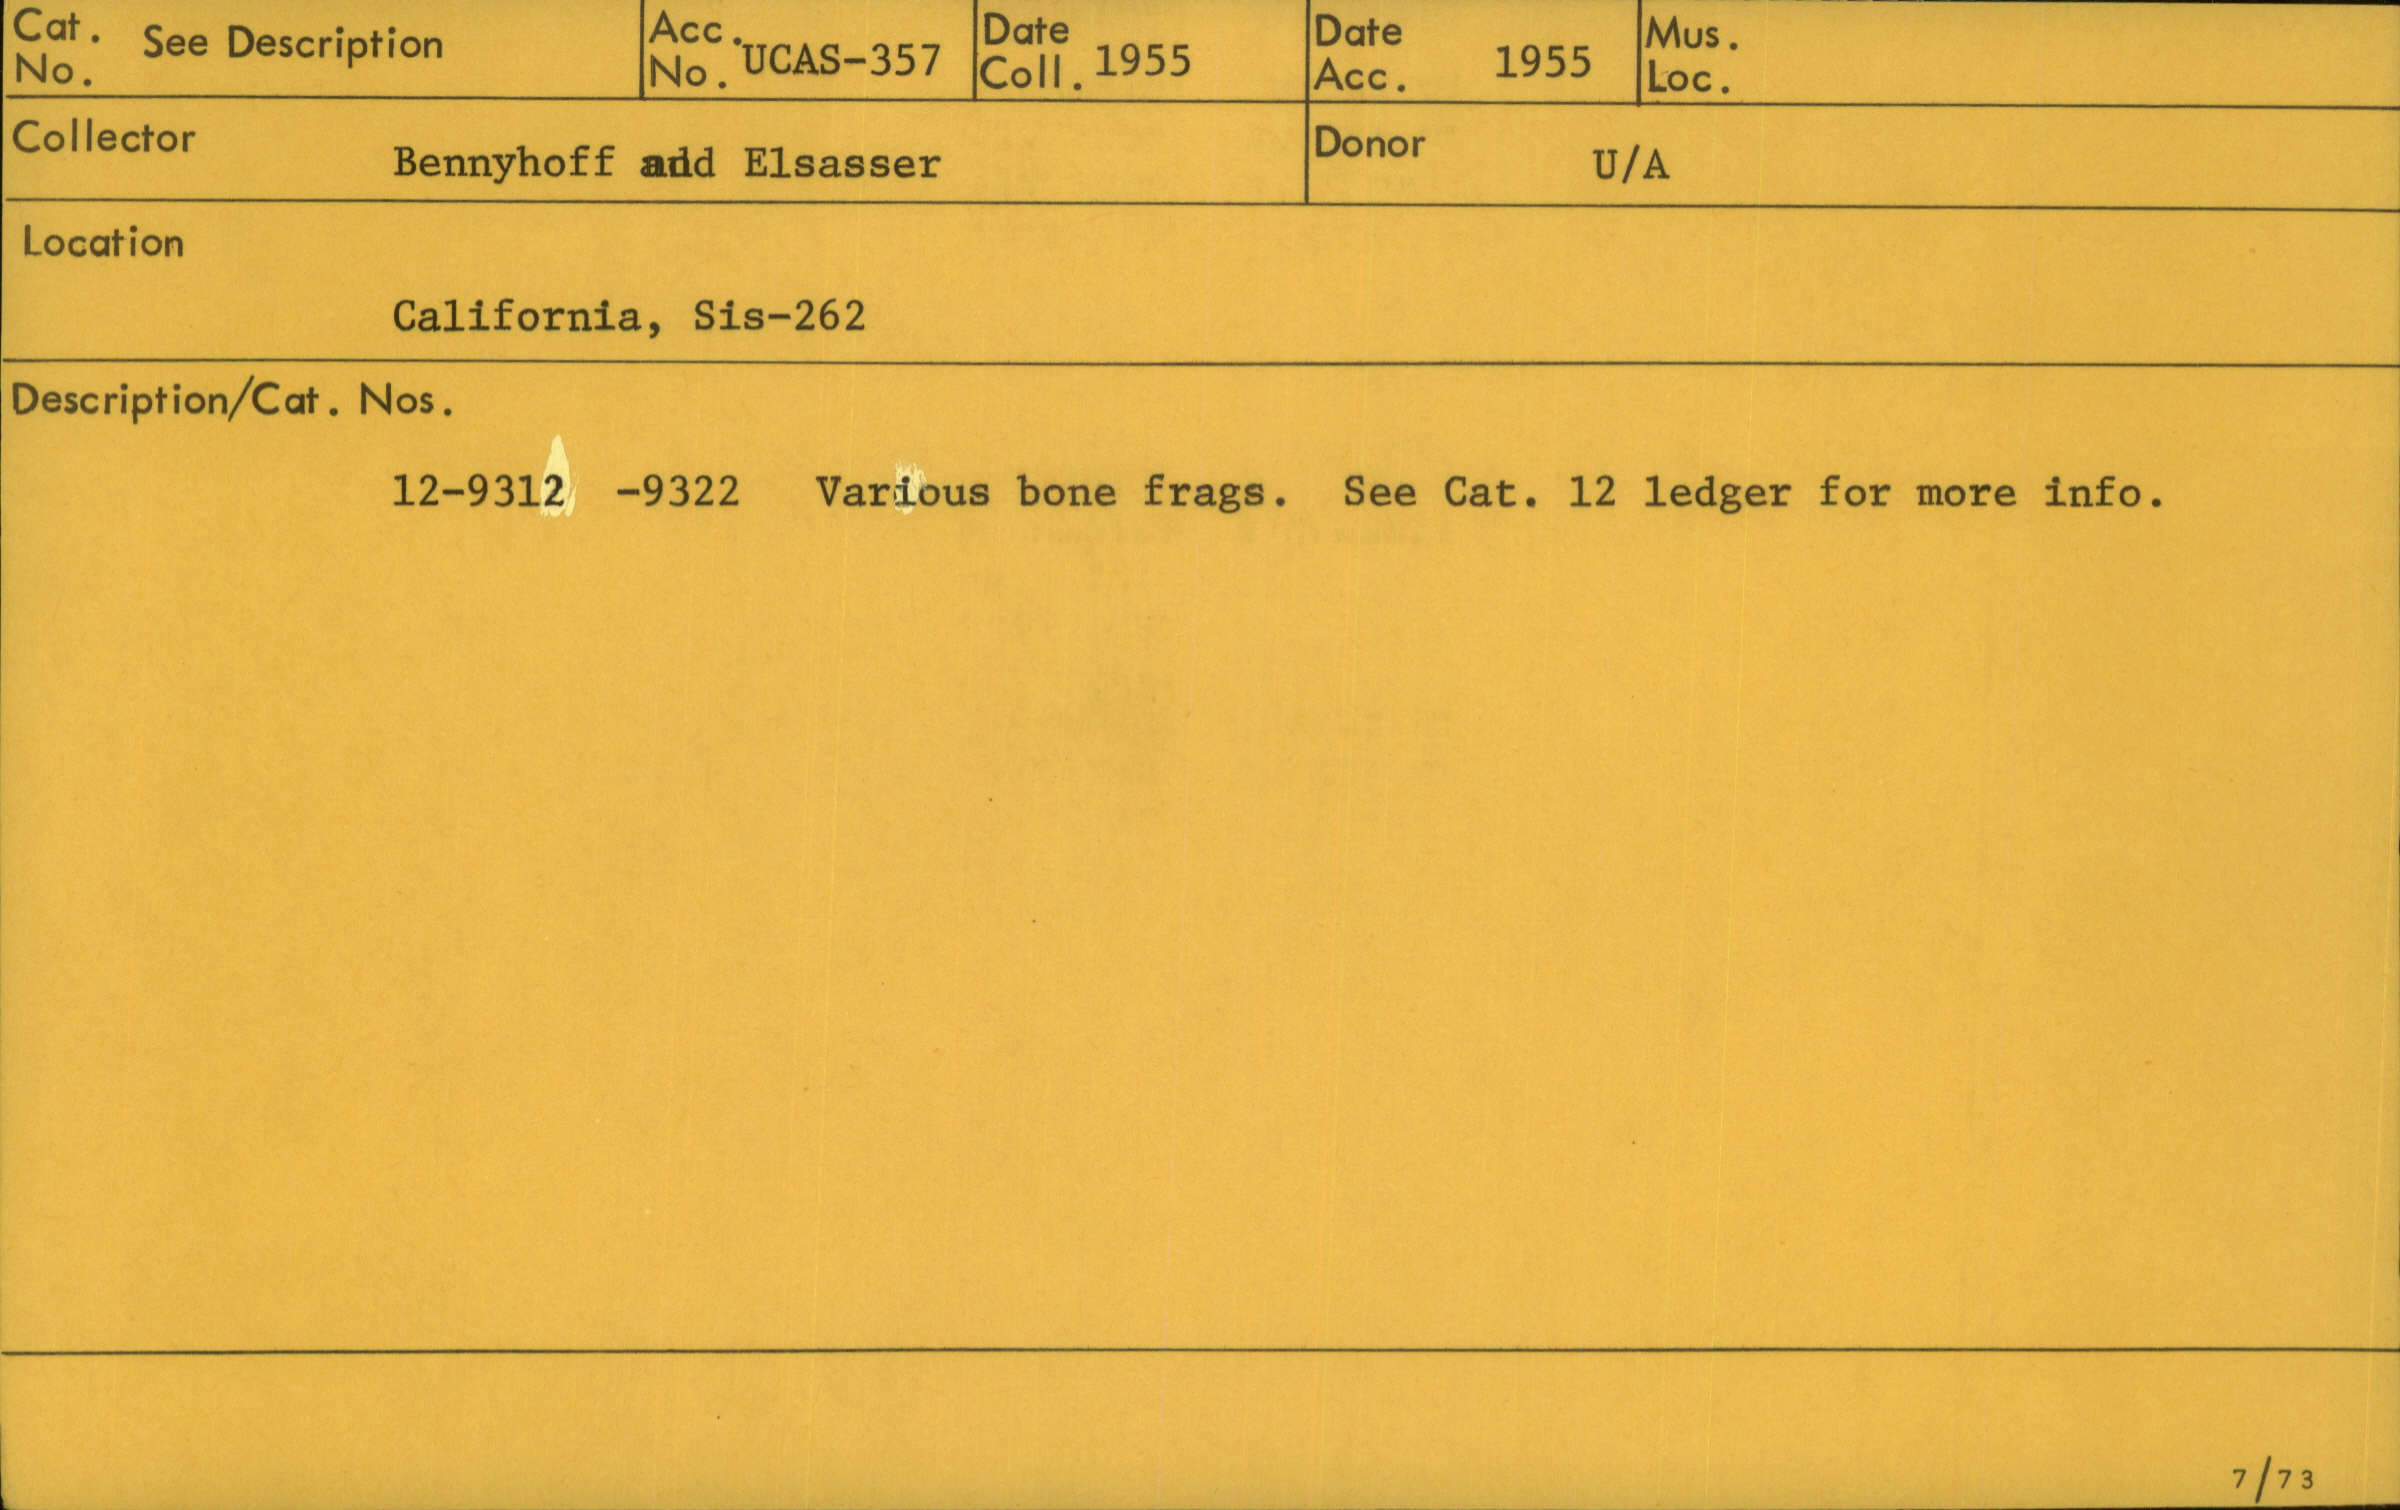 Cat. No. See Description Acc. No. UCAS-357 Date Coll. 1955 Date Acc. 1955 Mus. Loc.
Collector Bennyhoff and Elsasser Donor U/A
Location
California, Sis-262
Description/Cat. Nos.
12-9312 -9322 Various bone frags. See Cat. 12 ledger for more info.
7/73